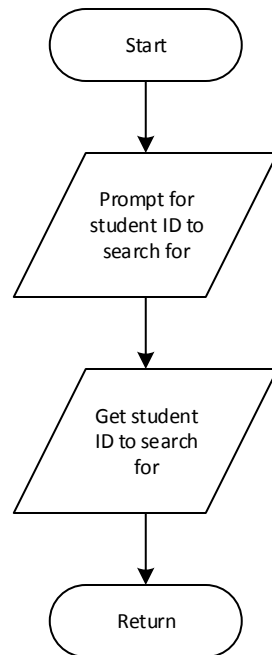 Start
Prompt for
student ID to
search for
Get student
ID to search
for
Return